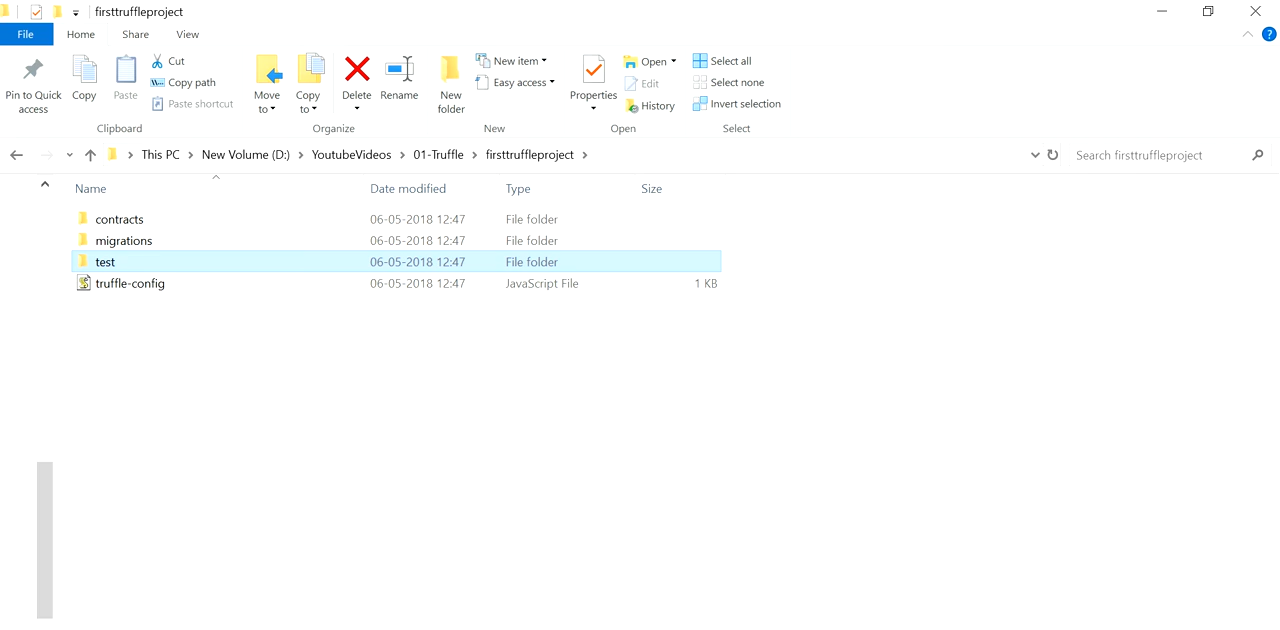 firsttruffleproject
File Home Share View
Pin to Quick access
Copy
Paste
Cut
Copy path
Paste shortcut
Clipboard
Move to
Copy to
Delete
Rename
Organize
New folder
New item
Easy access
New
Properties
Open
Edit
History
Open
Select all
Select none
Invert selection
Select
This PC > New Volume (D:) > YoutubeVideos > 01-Truffle > firsttruffleproject >
Search firsttruffleproject
Name Date modified Type Size
contracts 06-05-2018 12:47 File folder
migrations 06-05-2018 12:47 File folder
test 06-05-2018 12:47 File folder
truffle-config 06-05-2018 12:47 JavaScript File 1 KB